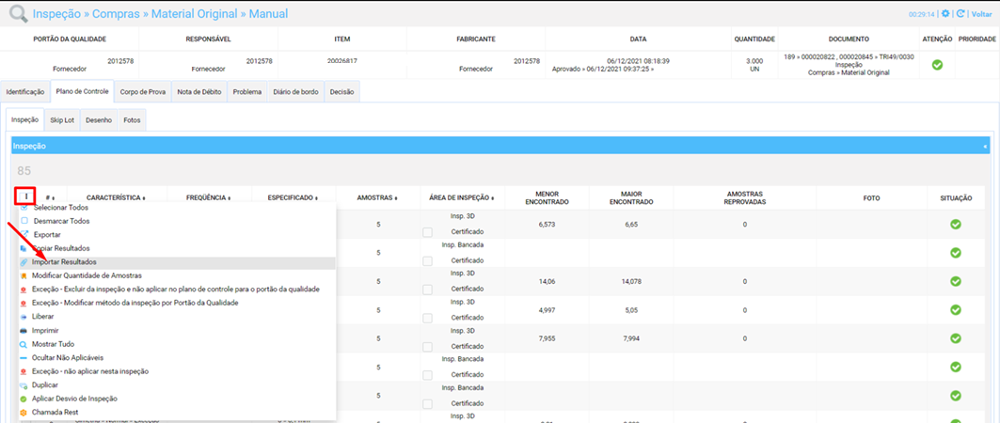 Inspeção » Compras » Material Original » Manual
00:29:14 | | | Voltar
PORTÃO DA QUALIDADE RESPONSÁVEL ITEM FABRICANTE DATA QUANTIDADE DOCUMENTO ATENÇÃO PRIORIDADE
2012578
Fornecedor
2012578
Fornecedor
20026817
2012578
Fornecedor
06/12/2021 08:18:39
Aprovado » 06/12/2021 09:37:25 »
3.000
UN
189 » 000020822 , 000020845 » TRI49/0030
Inspeção
Compras » Material Original
Identificação Plano de Controle Corpo de Prova Nota de Débito Problema Diário de bordo Decisão
Inspeção Skip Lot Desenho Fotos
Inspeção
85
# CARACTERÍSTICA FREQUÊNCIA ESPECIFICADO AMOSTRAS ÁREA DE INSPEÇÃO MENOR ENCONTRADO MAIOR ENCONTRADO AMOSTRAS REPROVADAS FOTO SITUAÇÃO
Selecionar Todos
Desmarcar Todos
Exportar
Copiar Resultados
Importar Resultados
Modificar Quantidade de Amostras
Exceção - Excluir da inspeção e não aplicar no plano de controle para o portão da qualidade
Exceção - Modificar método da inspeção por Portão da Qualidade
Liberar
Imprimir
Mostrar Tudo
Ocultar Não Aplicáveis
Exceção - não aplicar nesta inspeção
Duplicar
Aplicar Desvio de Inspeção
Chamada Rest
5 Insp. 3D 6,573 6,65 0
Certificado
5 Insp. Bancada
Certificado
5 Insp. 3D 14,06 14,078 0
Certificado
5 Insp. 3D 4,997 5,05 0
Certificado
5 Insp. 3D 7,955 7,994 0
Certificado
5 Insp. Bancada
Certificado
5 Insp. Bancada
Certificado
Insp. 3D